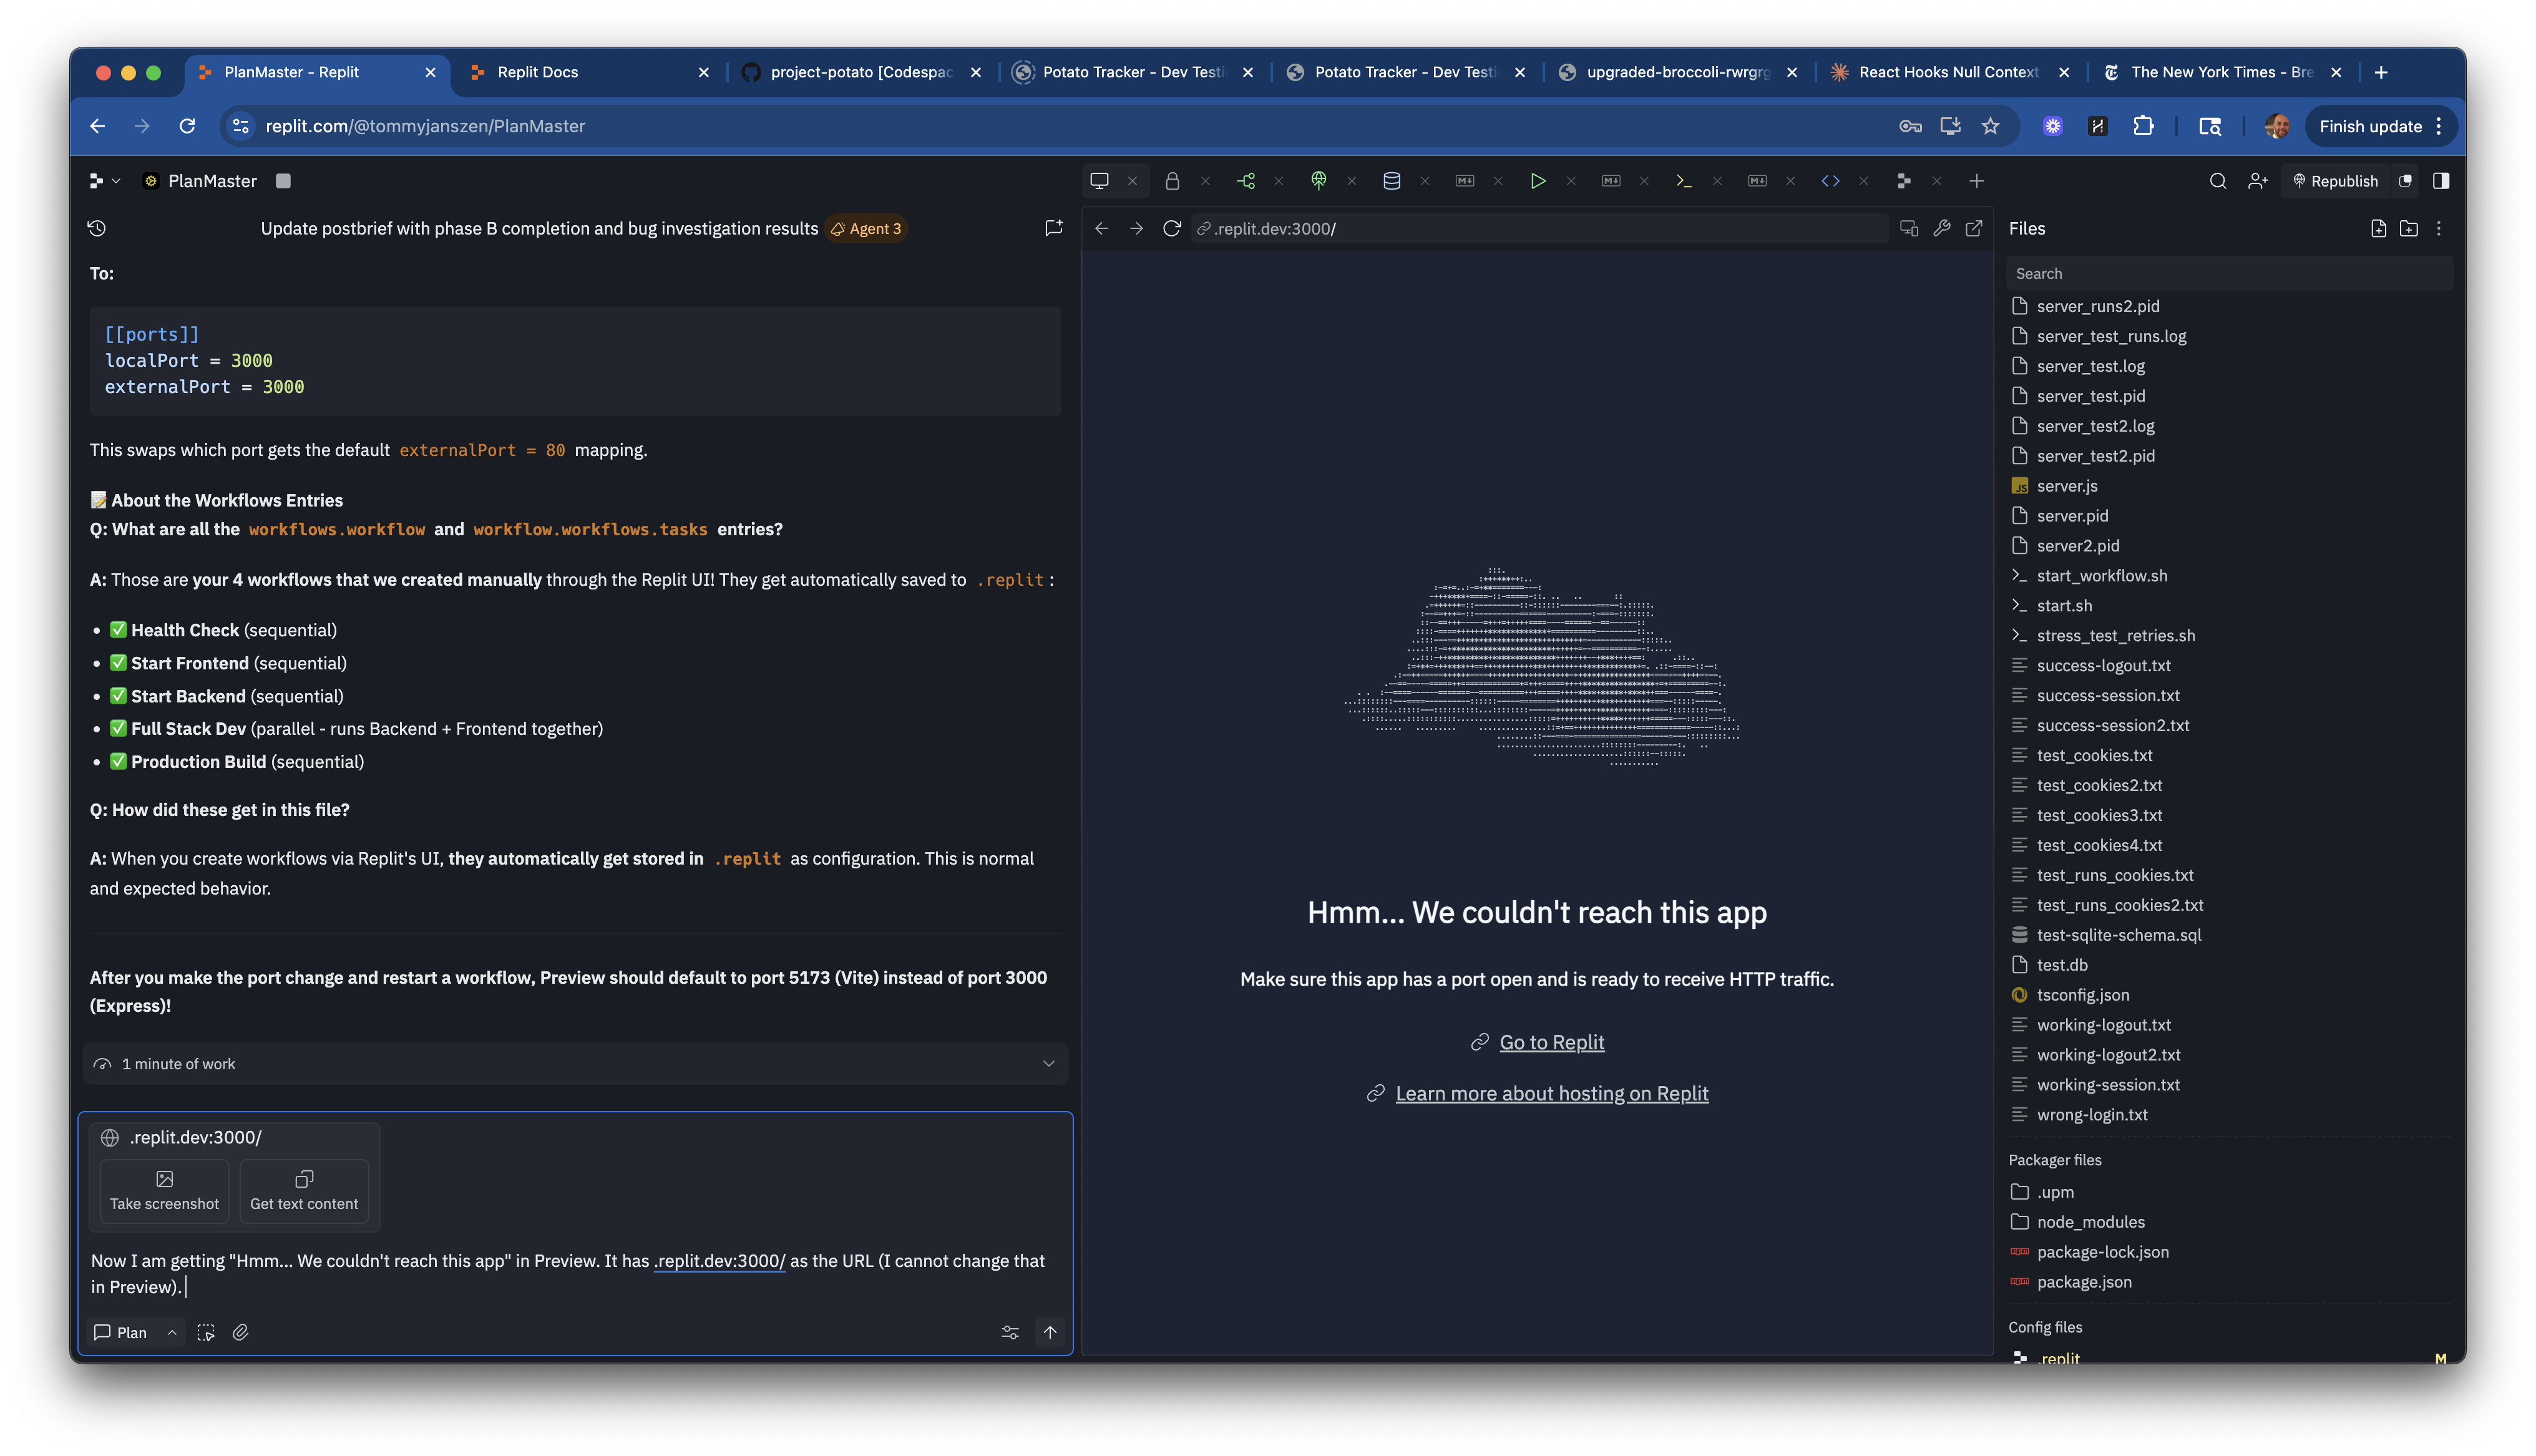 PlanMaster - Replit
Replit Docs
project-potato [Codespac
Potato Tracker - Dev Testi
Potato Tracker - Dev Testi
upgraded-broccoli-rwrgrg
React Hooks Null Context
The New York Times - Bre
replit.com/@tommyjanszen/PlanMaster
Finish update
PlanMaster
Republish
Update postbrief with phase B completion and bug investigation results
Agent 3
To:
[[ports]]
localPort = 3000
externalPort = 3000
This swaps which port gets the default externalPort = 80 mapping.
📝 About the Workflows Entries
Q: What are all the workflows.workflow and workflow.workflows.tasks entries?
A: Those are your 4 workflows that we created manually through the Replit UI! They get automatically saved to .replit :
• ✅ Health Check (sequential)
• ✅ Start Frontend (sequential)
• ✅ Start Backend (sequential)
• ✅ Full Stack Dev (parallel - runs Backend + Frontend together)
• ✅ Production Build (sequential)
Q: How did these get in this file?
A: When you create workflows via Replit's UI, they automatically get stored in .replit as configuration. This is normal
and expected behavior.
After you make the port change and restart a workflow, Preview should default to port 5173 (Vite) instead of port 3000
(Express)!
1 minute of work
.replit.dev:3000/
Take screenshot
Get text content
Now I am getting "Hmm... We couldn't reach this app" in Preview. It has .replit.dev:3000/ as the URL (I cannot change that
in Preview).
Plan
.replit.dev:3000/
Hmm... We couldn't reach this app
Make sure this app has a port open and is ready to receive HTTP traffic.
Go to Replit
Learn more about hosting on Replit
Files
Search
server_runs2.pid
server_test_runs.log
server_test.log
server_test.pid
server_test2.log
server_test2.pid
JS server.js
server.pid
server2.pid
start_workflow.sh
start.sh
stress_test_retries.sh
success-logout.txt
success-session.txt
success-session2.txt
test_cookies.txt
test_cookies2.txt
test_cookies3.txt
test_cookies4.txt
test_runs_cookies.txt
test_runs_cookies2.txt
test-sqlite-schema.sql
test.db
tsconfig.json
working-logout.txt
working-logout2.txt
working-session.txt
wrong-login.txt
Packager files
.upm
node_modules
package-lock.json
package.json
Config files
.replit
M